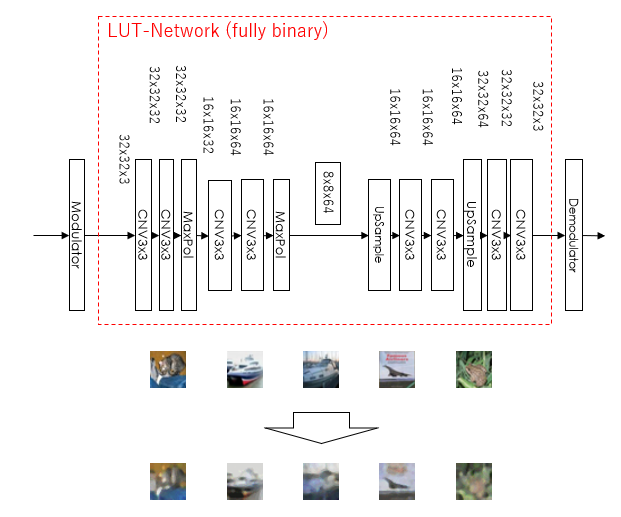 LUT-Network (fully binary)
Modulator
32x32x3
CNV3x3
32x32x32
CNV3x3
32x32x32
MaxPol
16x16x32
CNV3x3
16x16x64
CNV3x3
16x16x64
MaxPol
8x8x64
UpSample
16x16x64
CNV3x3
16x16x64
CNV3x3
16x16x64
UpSample
32x32x64
CNV3x3
32x32x32
CNV3x3
32x32x3
Demodulator